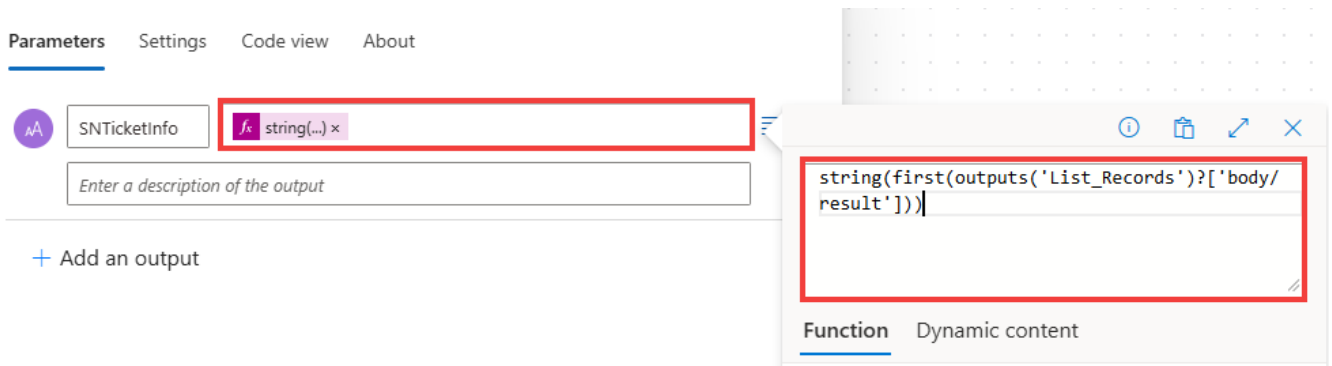 Parameters Settings Code view About
AA SNTicketInfo fx string(...) ×
Enter a description of the output
+ Add an output
string(first(outputs('List_Records')?['body/
result']))
Function Dynamic content